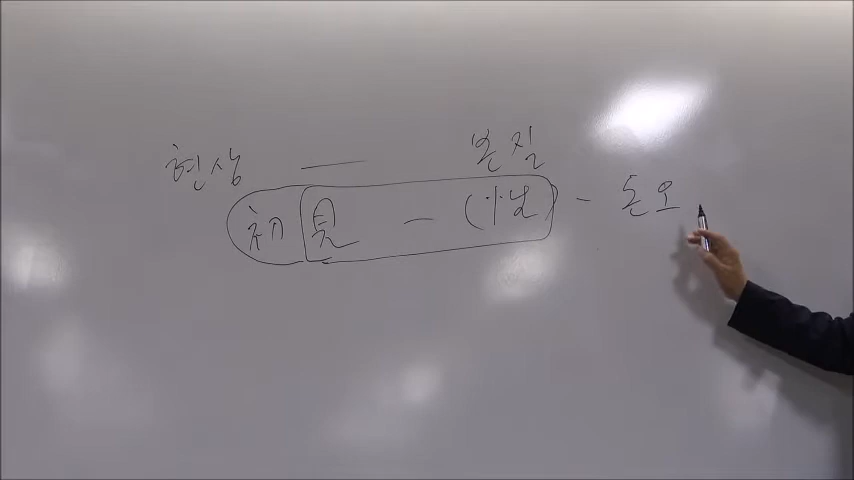 현상 — 본질
初見 — (性) - 돈오